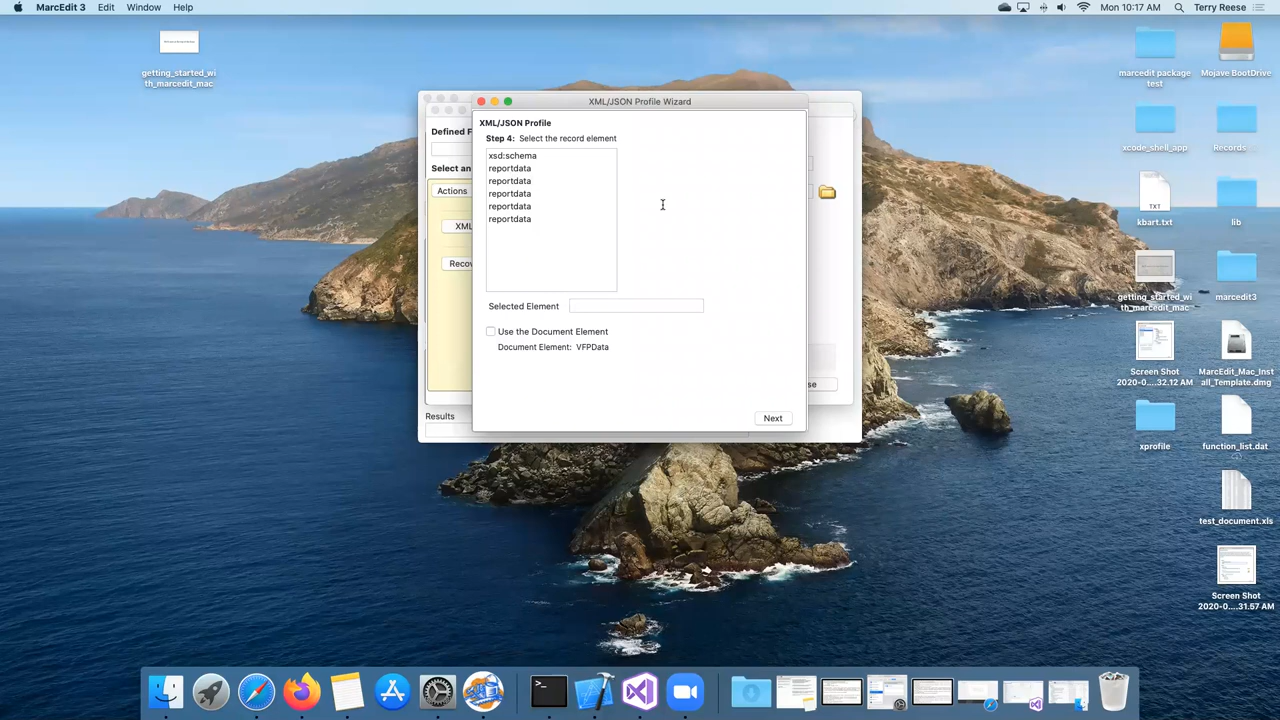 MarcEdit 3 Edit Window Help
Mon 10:17 AM Terry Reese
getting_started_wi
th_marcedit_mac
marcedit package
test
Mojave BootDrive
xcode_shell_app
Records
kbart.txt
lib
getting_started_wi
th_marcedit_mac
marcedit3
Screen Shot
2020-0....32.12 AM
MarcEdit_Mac_Inst
all_Template.dmg
xprofile
function_list.dat
test_document.xls
Screen Shot
2020-0....31.57 AM
XML/JSON Profile Wizard
Defined F
Select an
Actions
XML
Results
XML/JSON Profile
Step 4: Select the record element
xsd:schema
reportdata
reportdata
reportdata
reportdata
reportdata
Selected Element
Use the Document Element
Document Element: VFPData
Next